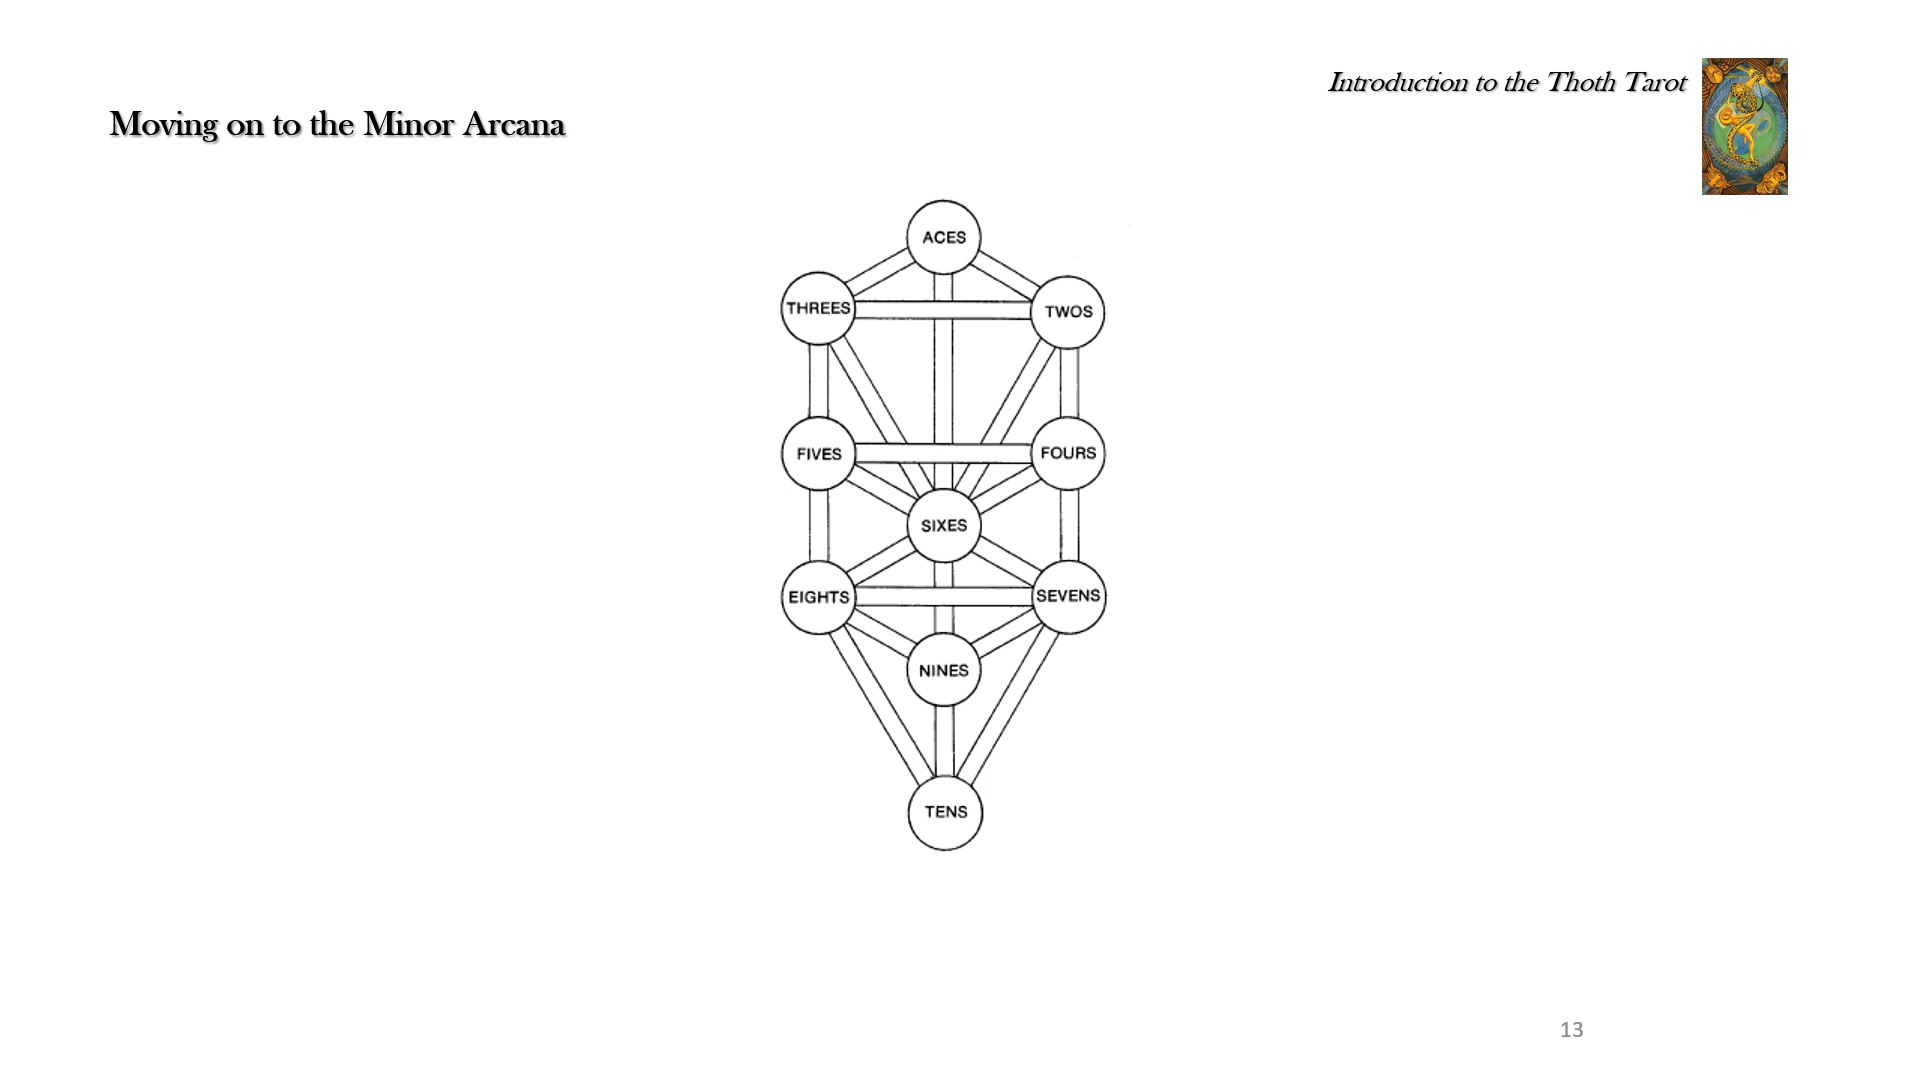 Introduction to the Thoth Tarot
Moving on to the Minor Arcana
ACES
THREES
TWOS
FIVES
FOURS
SIXES
EIGHTS
SEVENS
NINES
TENS
13